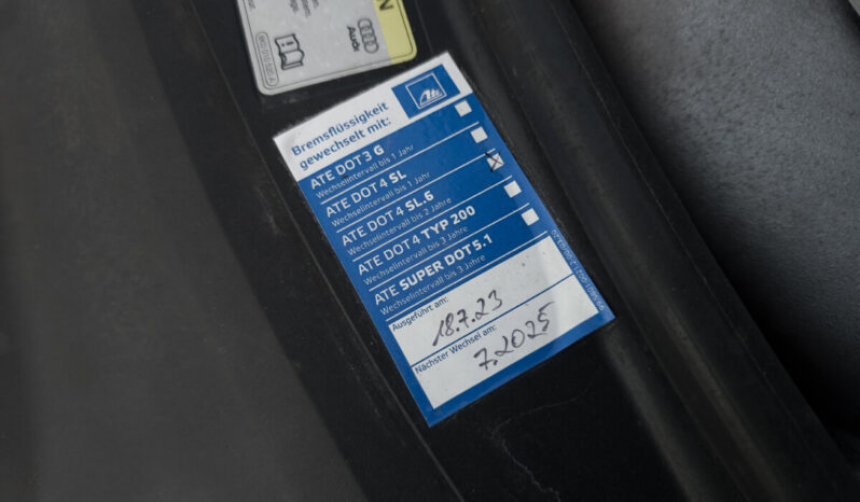 Audi
Ate
Bremsflüssigkeit
gewechselt mit:
ATE DOT 3 G
Wechselintervall bis 1 Jahr
ATE DOT 4 SL
Wechselintervall bis 1 Jahr
ATE DOT 4 SL.6
Wechselintervall bis 2 Jahre
ATE DOT 4 TYP 200
Wechselintervall bis 3 Jahre
ATE SUPER DOT 5.1
Wechselintervall bis 3 Jahre
Ausgeführt am:
18.7.23
Nächster Wechsel am:
7.2025